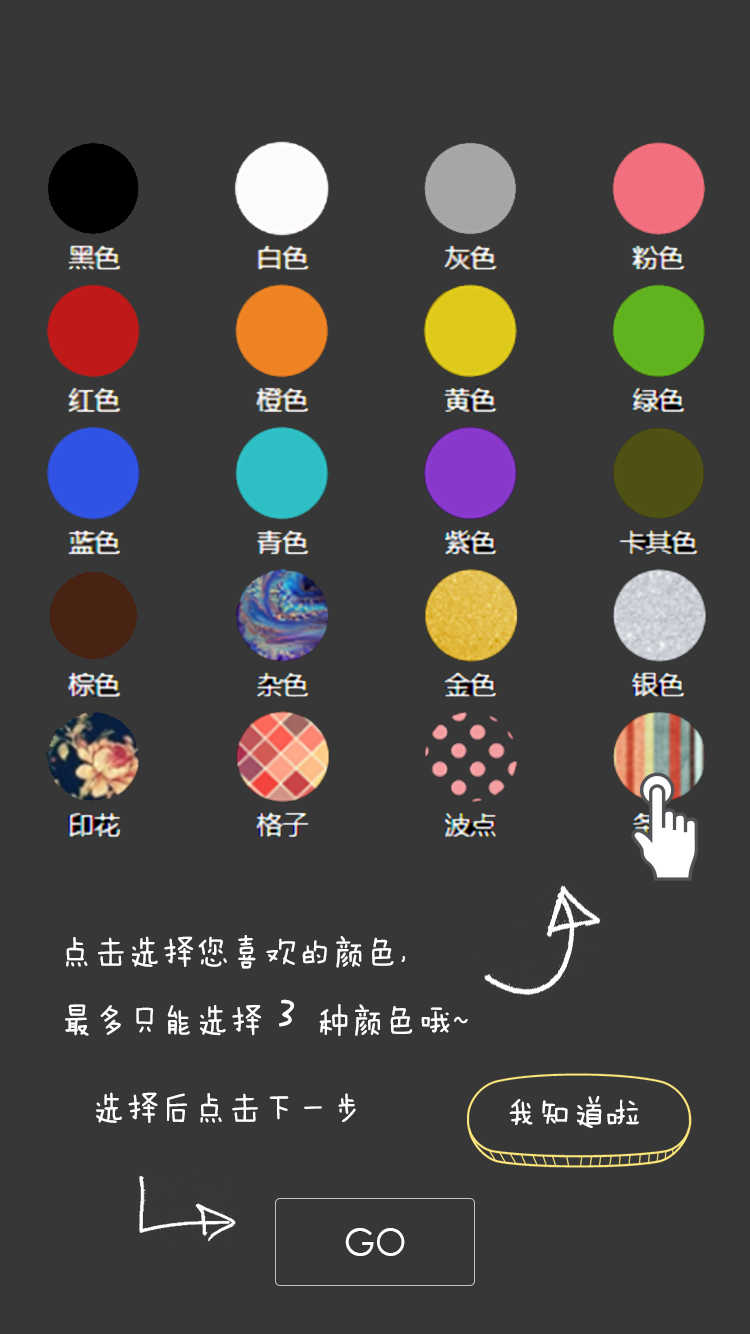 黑色 白色 灰色 粉色
红色 橙色 黄色 绿色
蓝色 青色 紫色 卡其色
棕色 杂色 金色 银色
印花 格子 波点
点击选择您喜欢的颜色,
最多只能选择 3 种颜色哦~
选择后点击下一步
我知道啦
GO